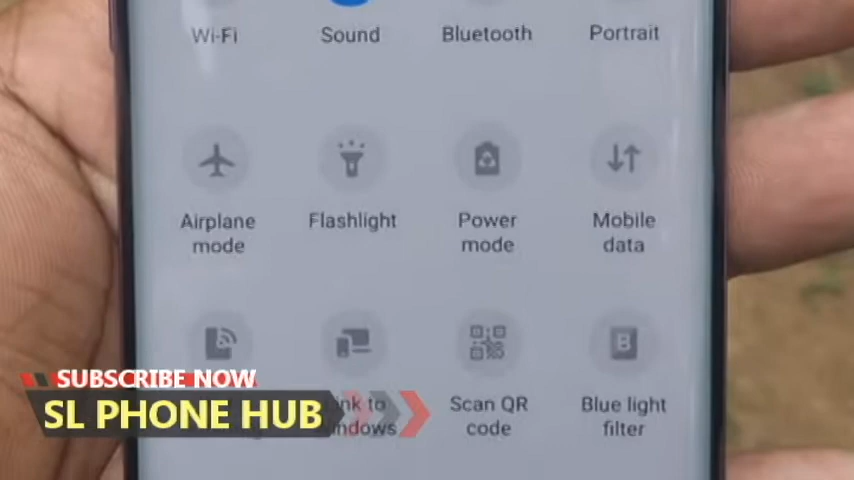 Wi-Fi Sound Bluetooth Portrait
Airplane mode
Flashlight
Power mode
Mobile data
SUBSCRIBE NOW
SL PHONE HUB
to
Scan QR code
Blue light filter